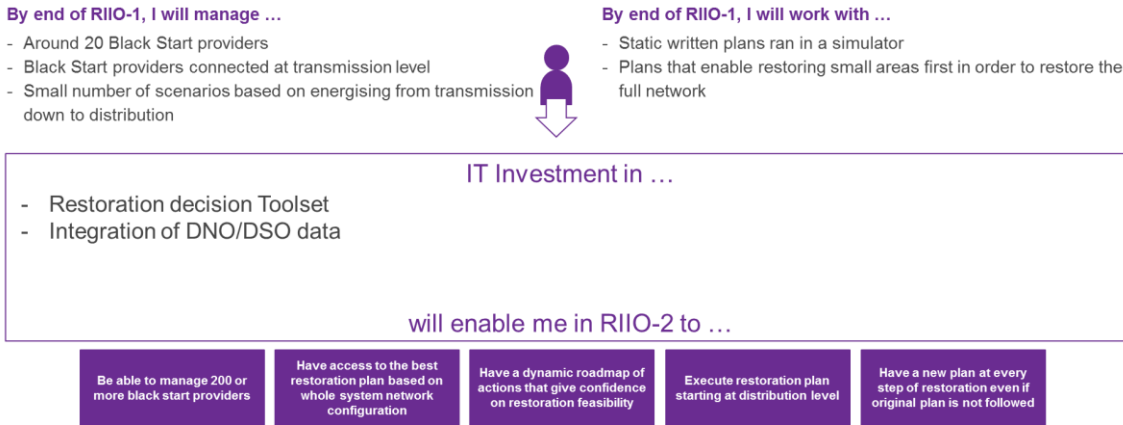 By end of RIIO-1, I will manage …
- Around 20 Black Start providers
- Black Start providers connected at transmission level
- Small number of scenarios based on energising from transmission
down to distribution
By end of RIIO-1, I will work with …
- Static written plans ran in a simulator
- Plans that enable restoring small areas first in order to restore the
full network
IT Investment in …
- Restoration decision Toolset
- Integration of DNO/DSO data
will enable me in RIIO-2 to …
Be able to manage 200 or
more black start providers
Have access to the best
restoration plan based on
whole system network
configuration
Have a dynamic roadmap of
actions that give confidence
on restoration feasibility
Execute restoration plan
starting at distribution level
Have a new plan at every
step of restoration even if
original plan is not followed